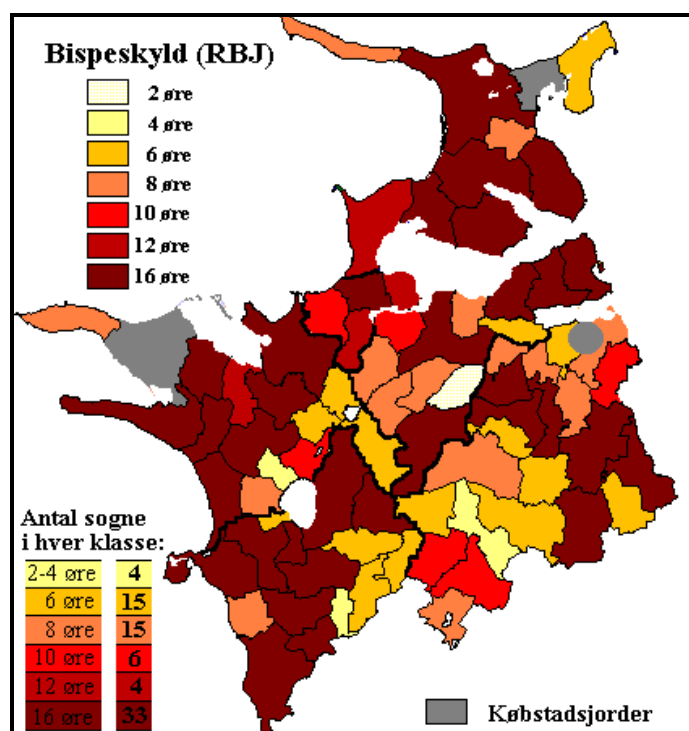 Bispeskyld (RBJ)
2 øre
4 øre
6 øre
8 øre
10 øre
12 øre
16 øre
Antal sogne
i hver klasse:
2-4 øre 4
6 øre 15
8 øre 15
10 øre 6
12 øre 4
16 øre 33
Købstadsjorder